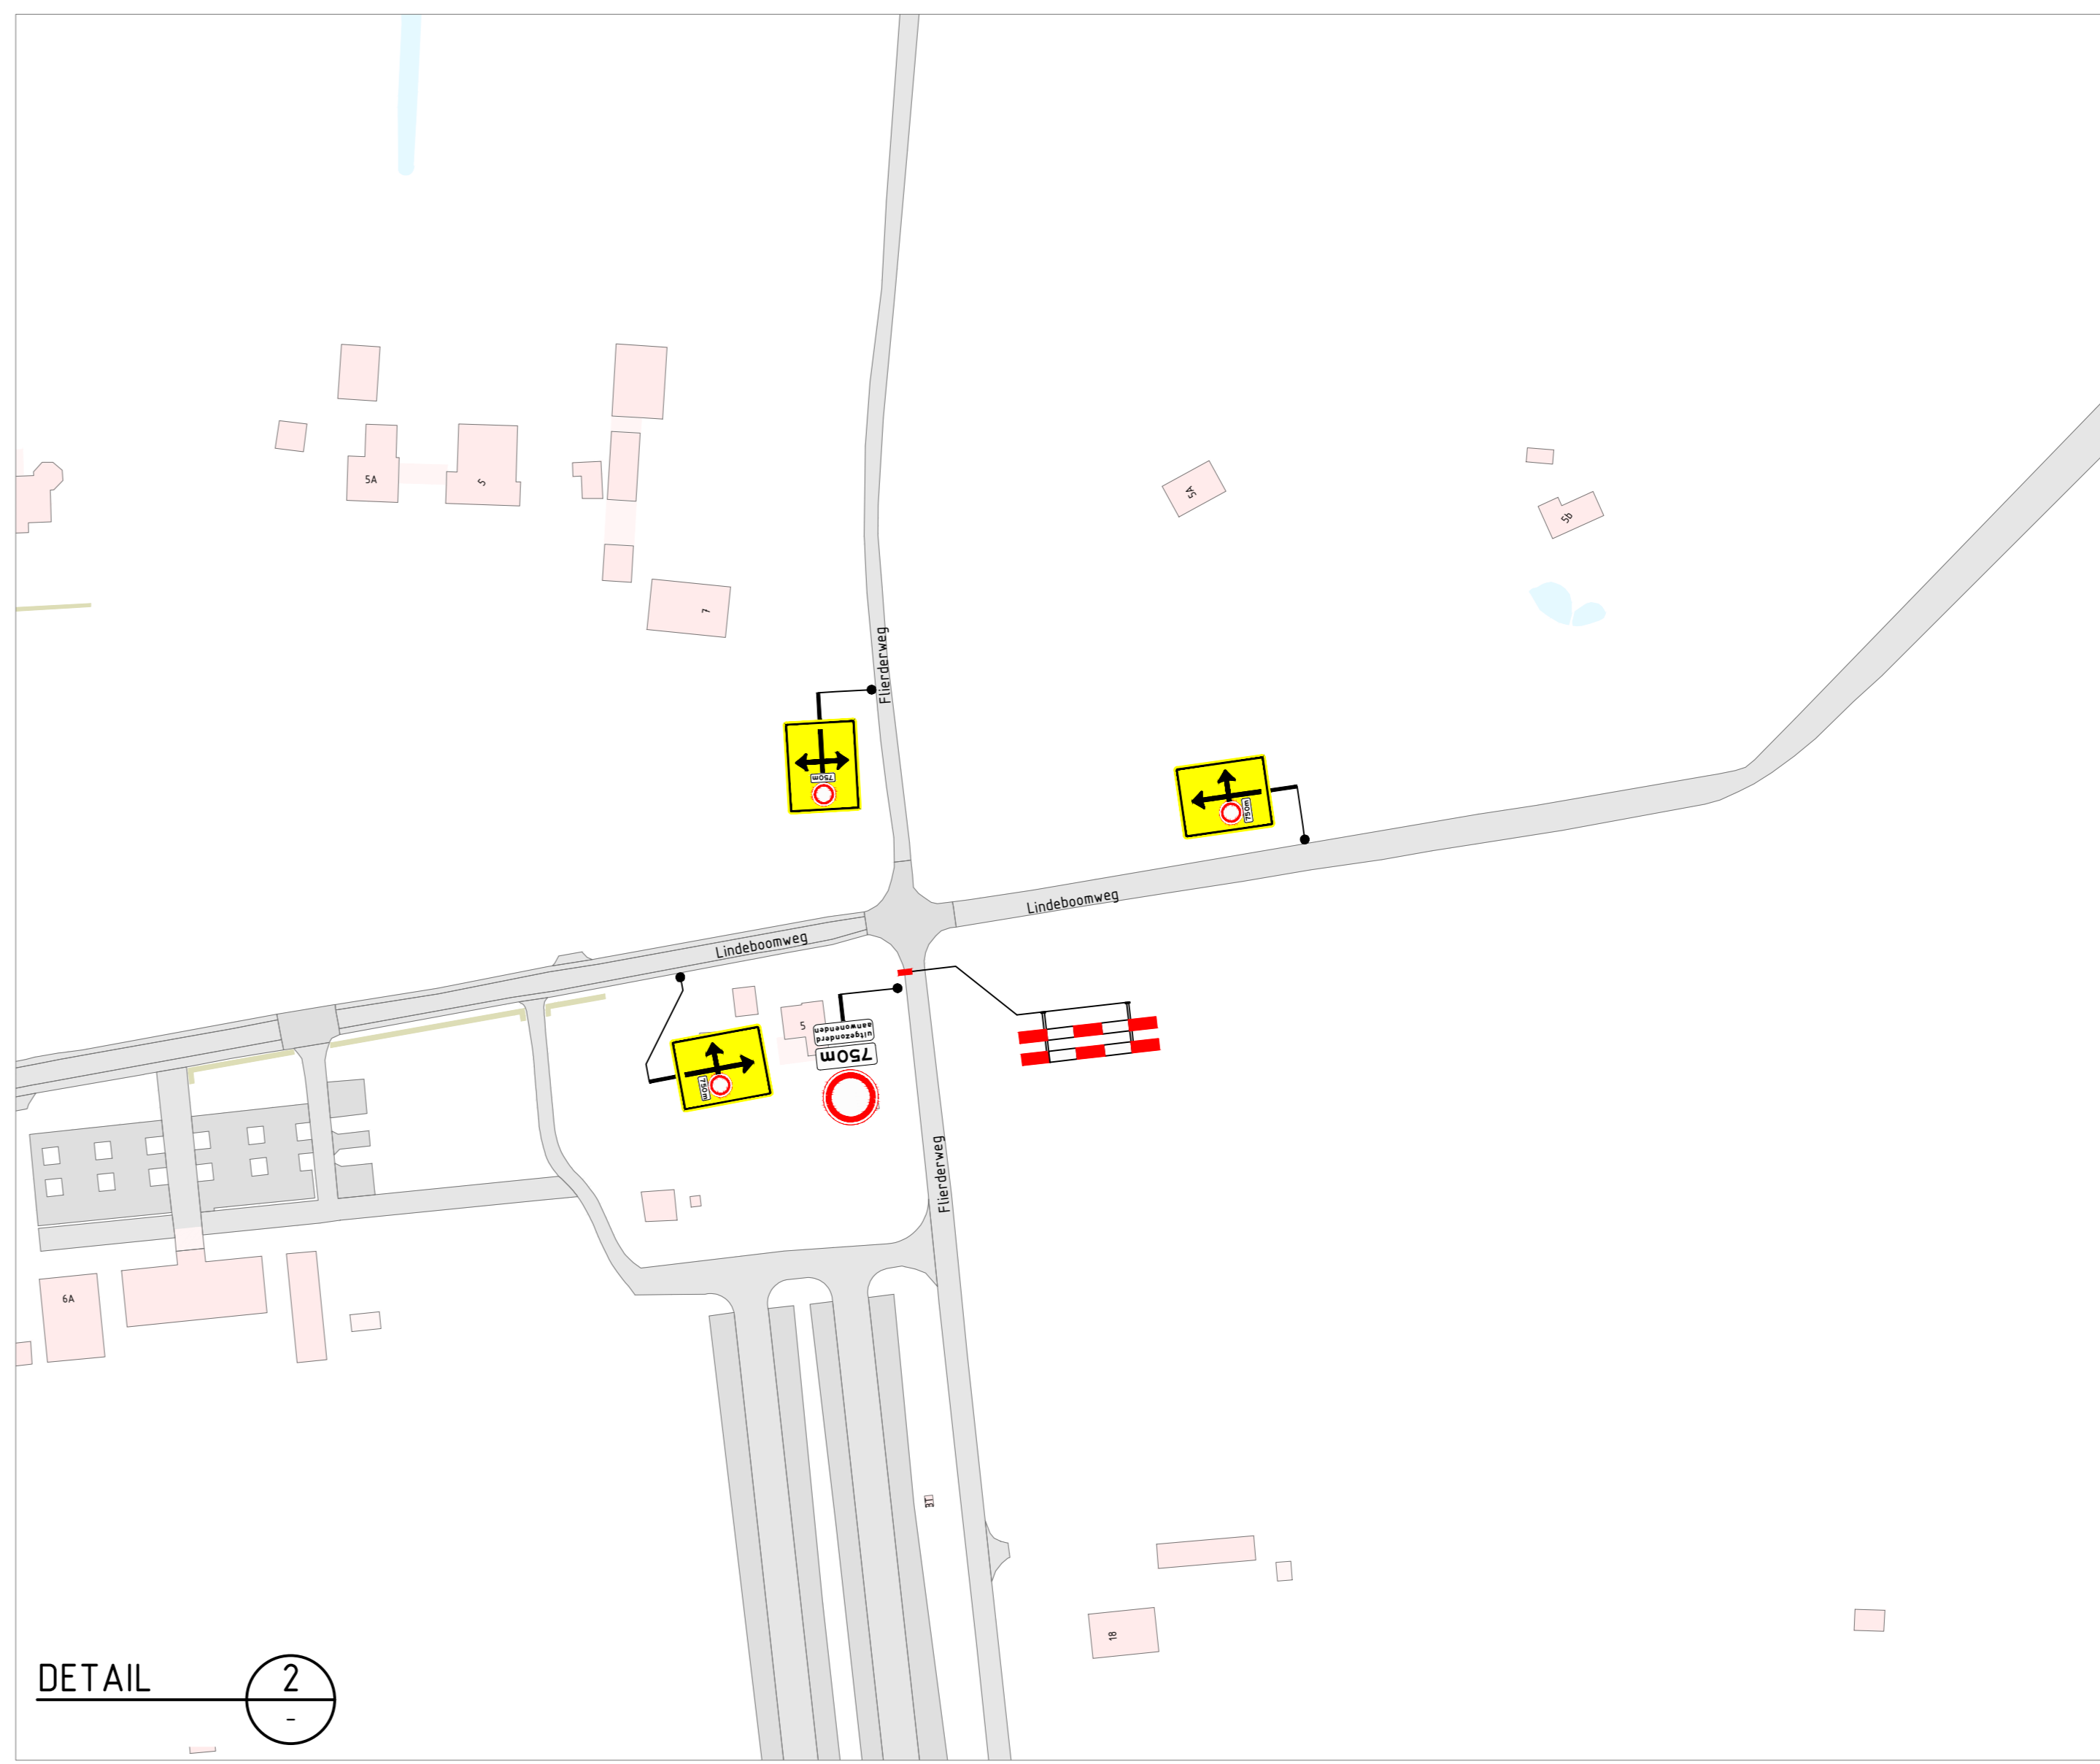 5A
5
5A
5b
7
Flierderweg
750m
750m
Lindeboomweg
Lindeboomweg
5
uitgezonderd
aanwonenden
750m
750m
Flierderweg
6A
3T
18
DETAIL
2
-